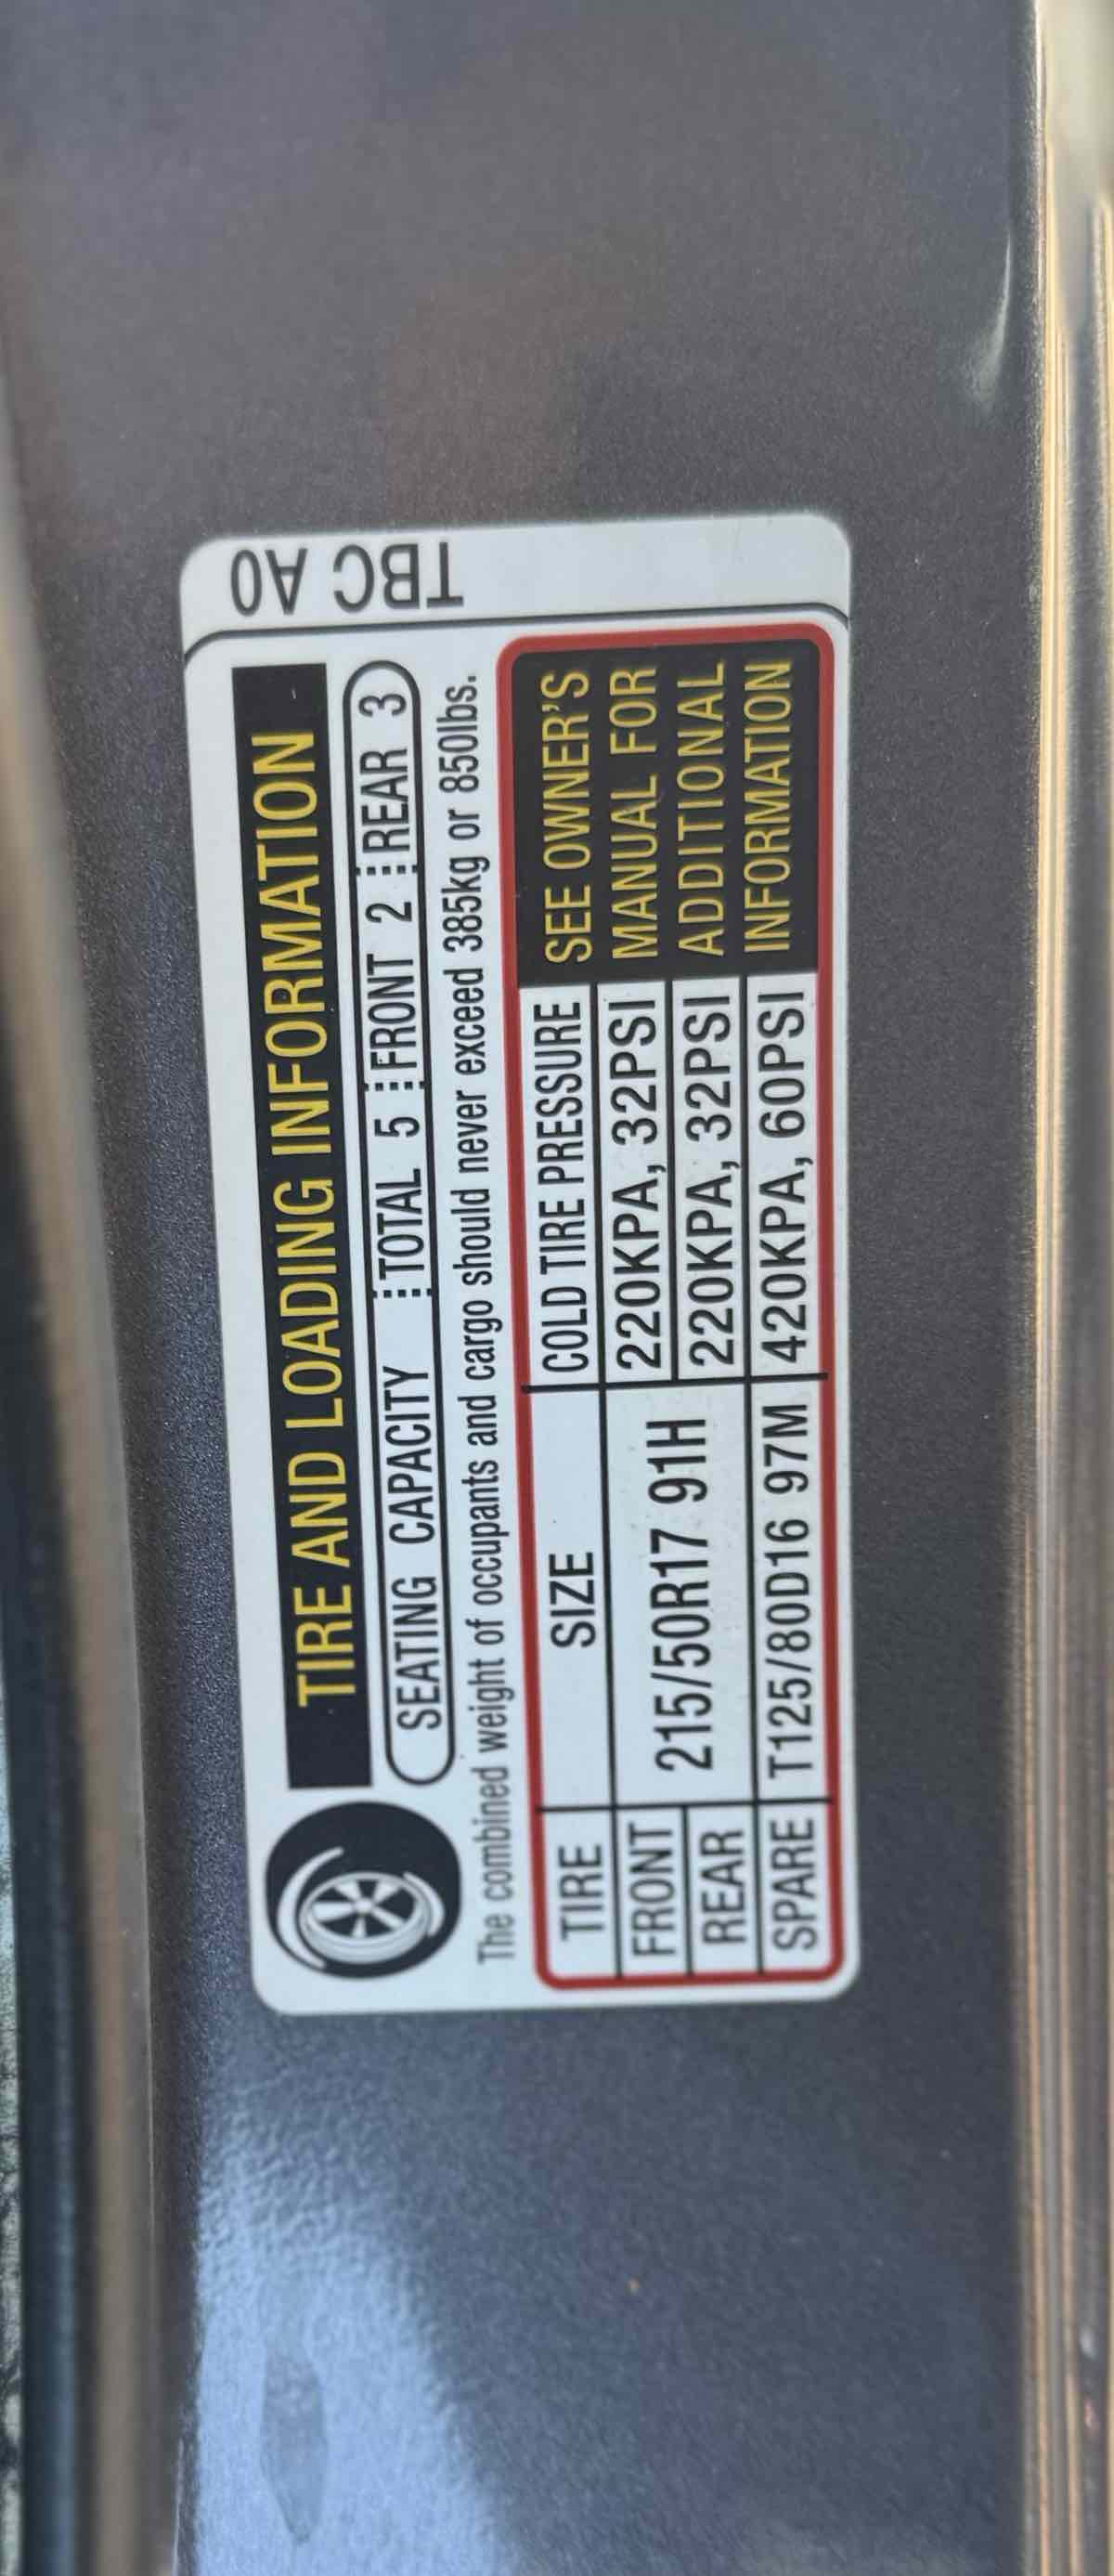 TIRE AND LOADING INFORMATION
SEATING CAPACITY TOTAL 5 FRONT 2 REAR 3
The combined weight of occupants and cargo should never exceed 385kg or 850lbs.
TIRE SIZE COLD TIRE PRESSURE
FRONT 215/50R17 91H 220KPA, 32PSI
REAR 220KPA, 32PSI
SPARE T125/80D16 97M 420KPA, 60PSI
SEE OWNER'S
MANUAL FOR
ADDITIONAL
INFORMATION
TBC A0